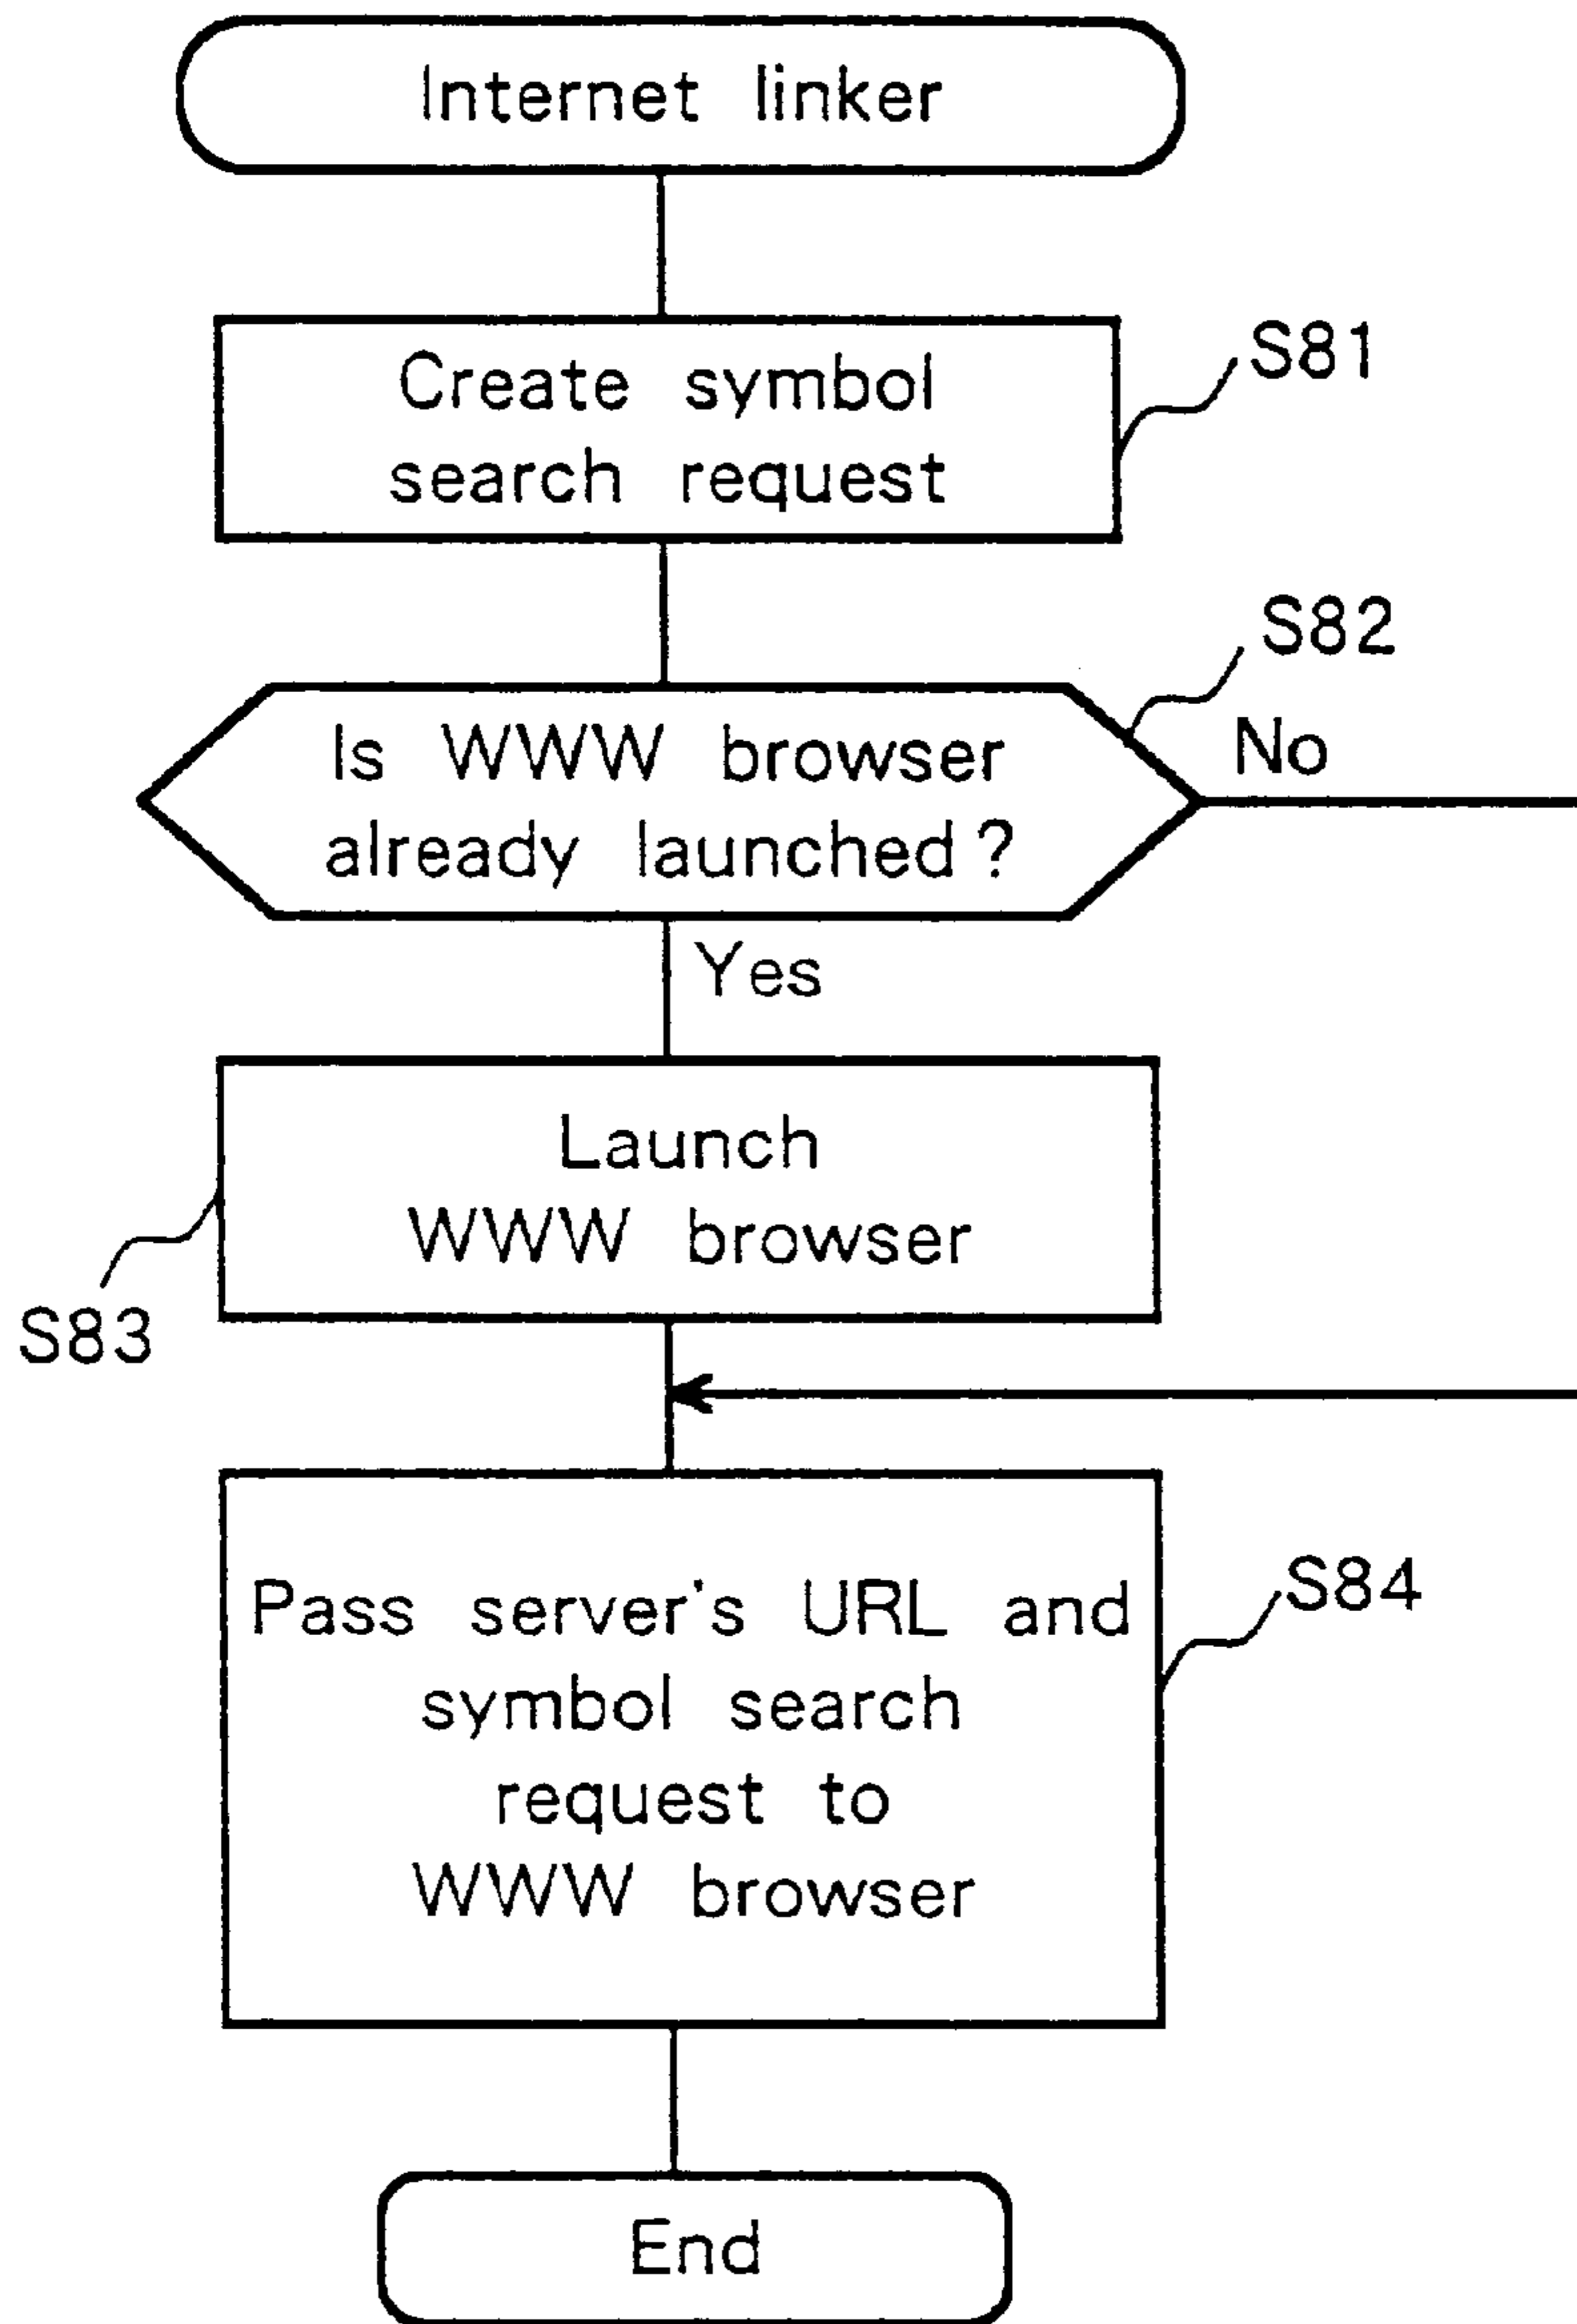 Internet linker
Create symbol
search request
S81
S82
Is WWW browser
already launched?
No
Yes
Launch
WWW browser
S83
Pass server's URL and
symbol search
request to
WWW browser
S84
End